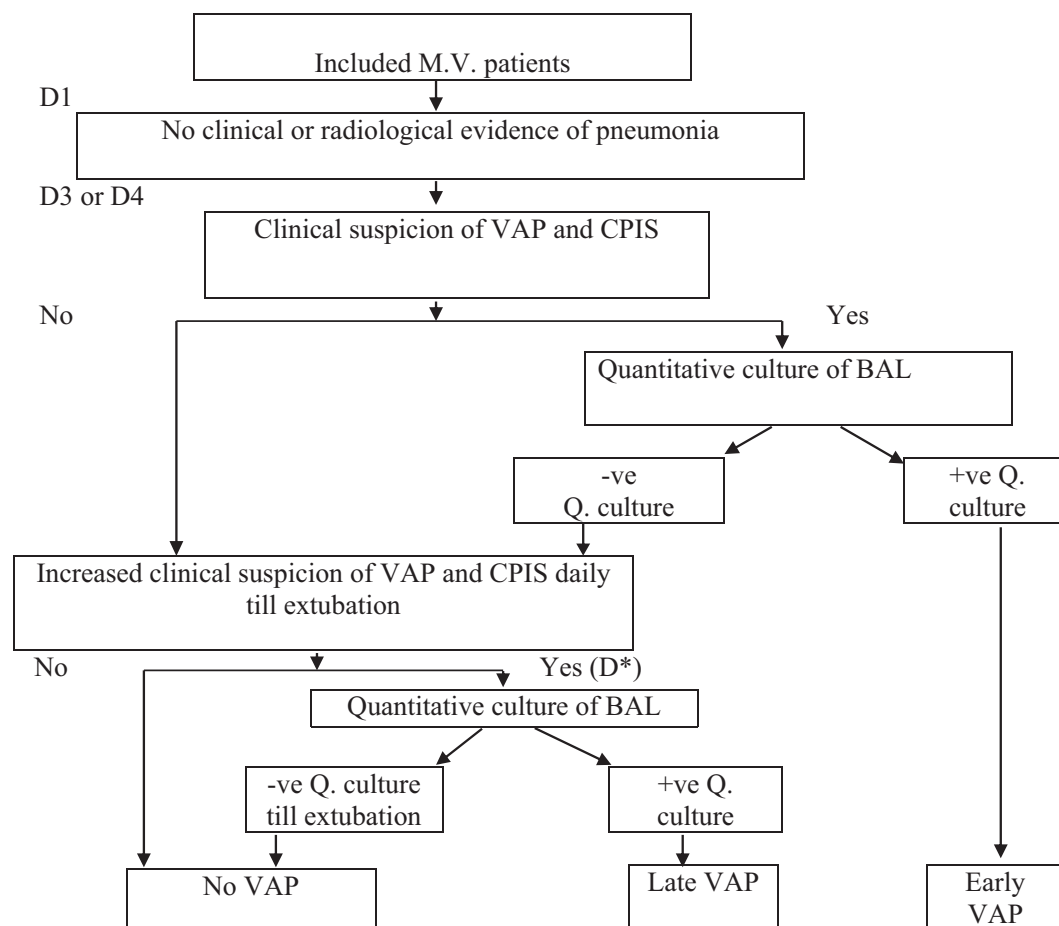 Included M.V. patients
D1
No clinical or radiological evidence of pneumonia
D3 or D4
Clinical suspicion of VAP and CPIS
No
Yes
Quantitative culture of BAL
-ve
Q. culture
+ve Q.
culture
Increased clinical suspicion of VAP and CPIS daily
till extubation
No
Yes (D*)
Quantitative culture of BAL
-ve Q. culture
till extubation
+ve Q.
culture
No VAP
Late VAP
Early
VAP